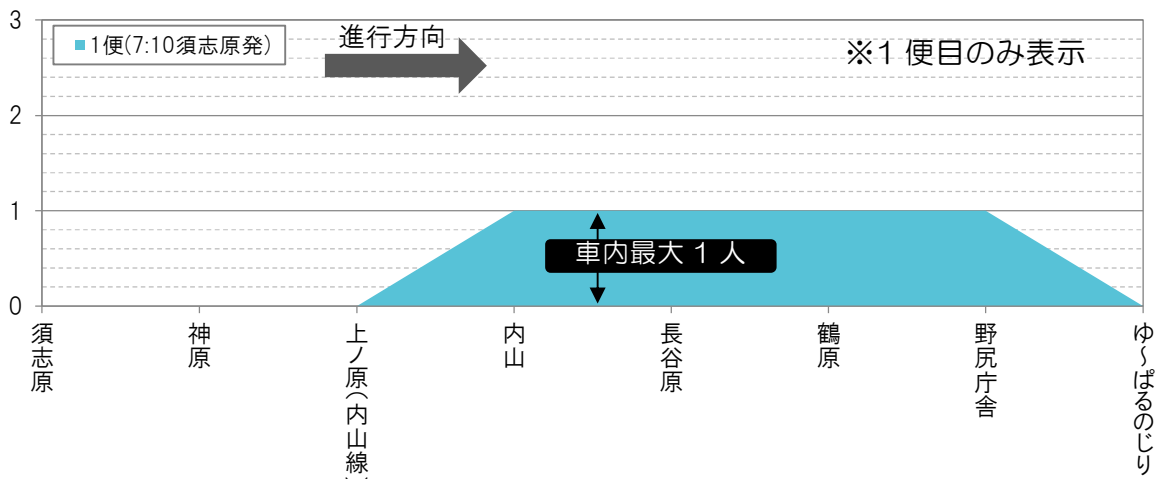 3
1便(7:10須志原発)
進行方向
※1便目のみ表示
2
1
車内最大1人
0
須志原
神原
上ノ原(内山線)
内山
長谷原
鶴原
野尻庁舎
ゆ～ぱるのじり